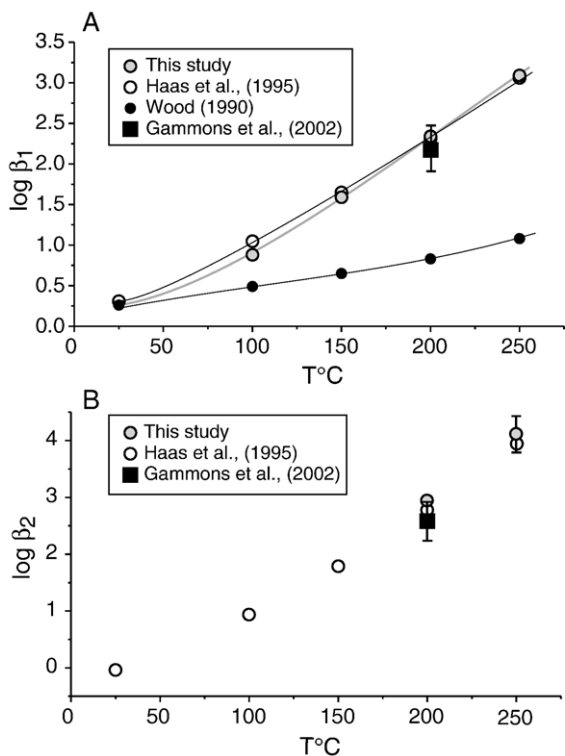 A
3.5
3.0
2.5
2.0
1.5
1.0
0.5
0.0
log β1
This study
Haas et al., (1995)
Wood (1990)
Gammons et al., (2002)
0 50 100 150 200 250
T°C
B
4
3
2
1
0
log β2
This study
Haas et al., (1995)
Gammons et al., (2002)
0 50 100 150 200 250
T°C